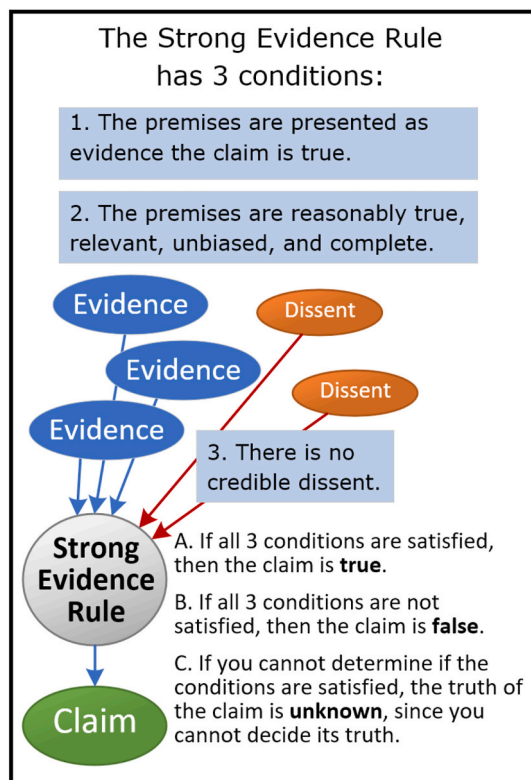 The Strong Evidence Rule
has 3 conditions:
1. The premises are presented as
evidence the claim is true.
2. The premises are reasonably true,
relevant, unbiased, and complete.
Evidence
Dissent
Evidence
Dissent
Evidence
3. There is no
credible dissent.
Strong
Evidence
Rule
A. If all 3 conditions are satisfied,
then the claim is true.
B. If all 3 conditions are not
satisfied, then the claim is false.
C. If you cannot determine if the
conditions are satisfied, the truth of
the claim is unknown, since you
cannot decide its truth.
Claim